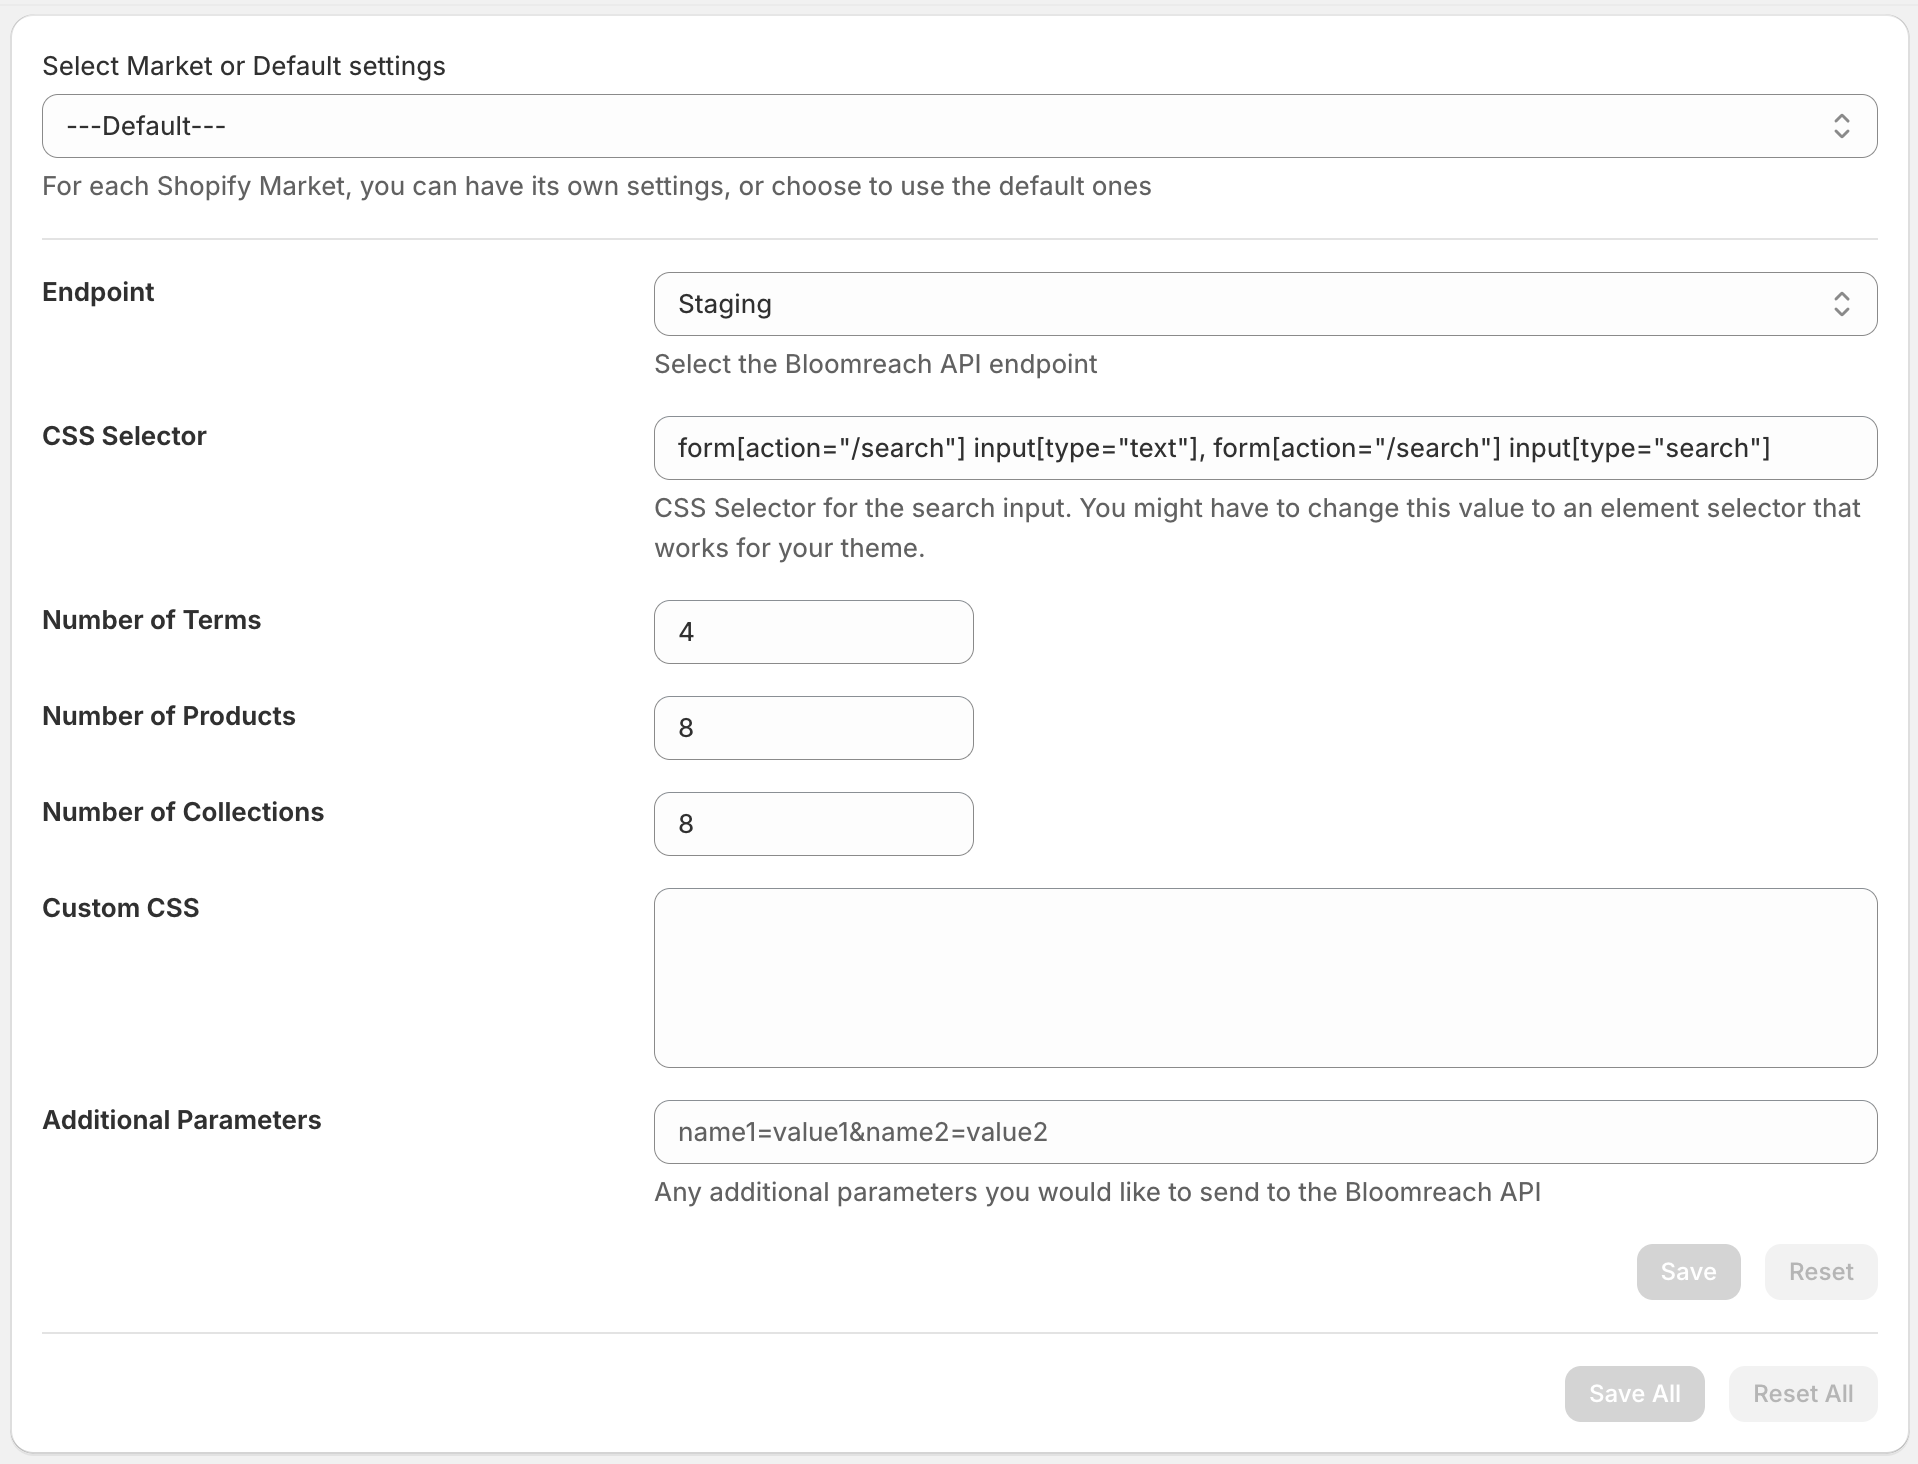 Select Market or Default settings
---Default---
For each Shopify Market, you can have its own settings, or choose to use the default ones
Endpoint
Staging
Select the Bloomreach API endpoint
CSS Selector
form[action="/search"] input[type="text"], form[action="/search"] input[type="search"]
CSS Selector for the search input. You might have to change this value to an element selector that
works for your theme.
Number of Terms
4
Number of Products
8
Number of Collections
8
Custom CSS
Additional Parameters
name1=value1&name2=value2
Any additional parameters you would like to send to the Bloomreach API
Save
Reset
Save All
Reset All